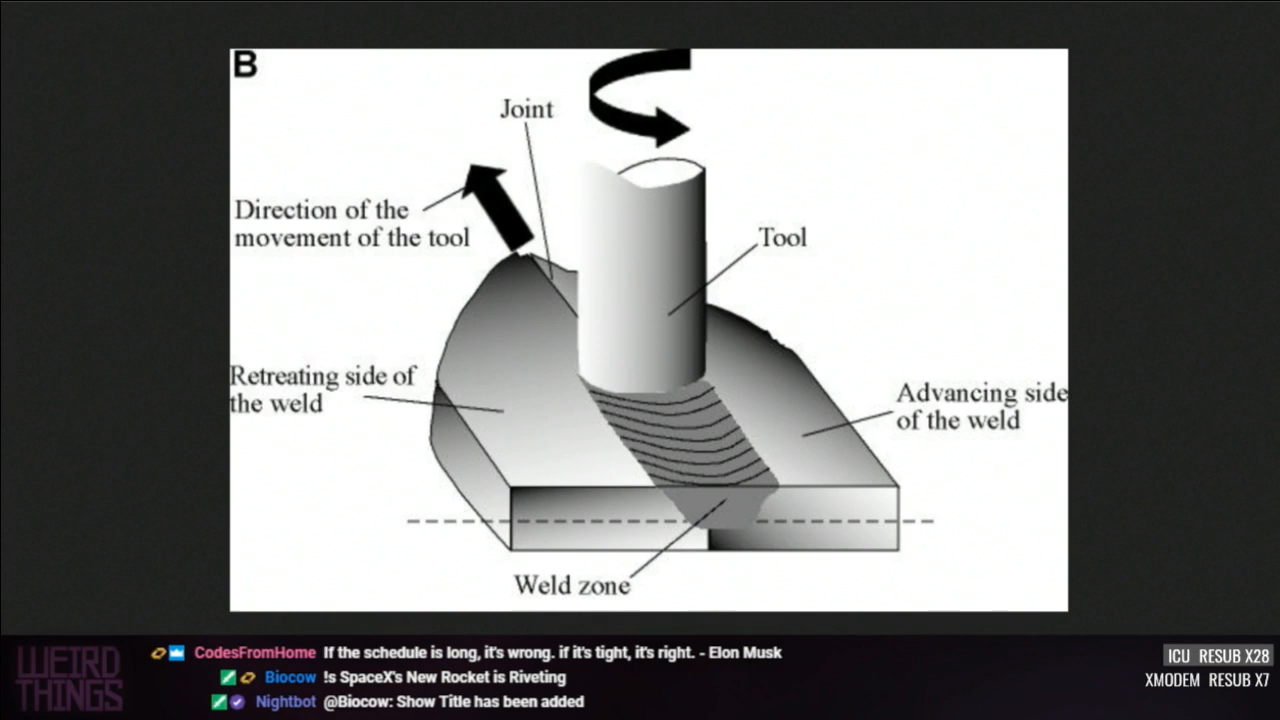 B
Joint
Direction of the
movement of the tool
Tool
Retreating side of
the weld
Advancing side
of the weld
Weld zone
WEIRD
THINGS
CodesFromHome If the schedule is long, it's wrong. if it's tight, it's right. - Elon Musk
Biocow !s SpaceX's New Rocket is Riveting
Nightbot @Biocow: Show Title has been added
ICU RESUB X28
XMODEM RESUB X7